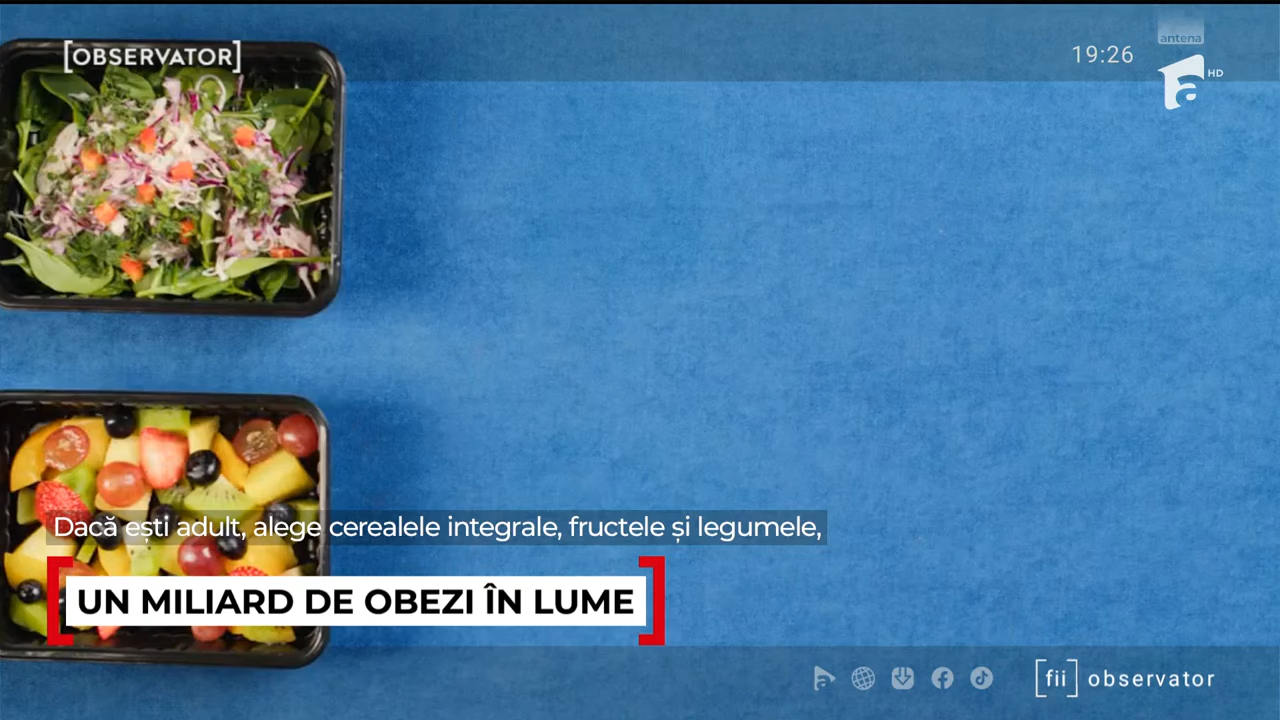 [OBSERVATOR]
19:26
antena
HD
Dacă ești adult, alege cerealele integrale, fructele și legumele,
UN MILIARD DE OBEZI ÎN LUME
[fii] observator